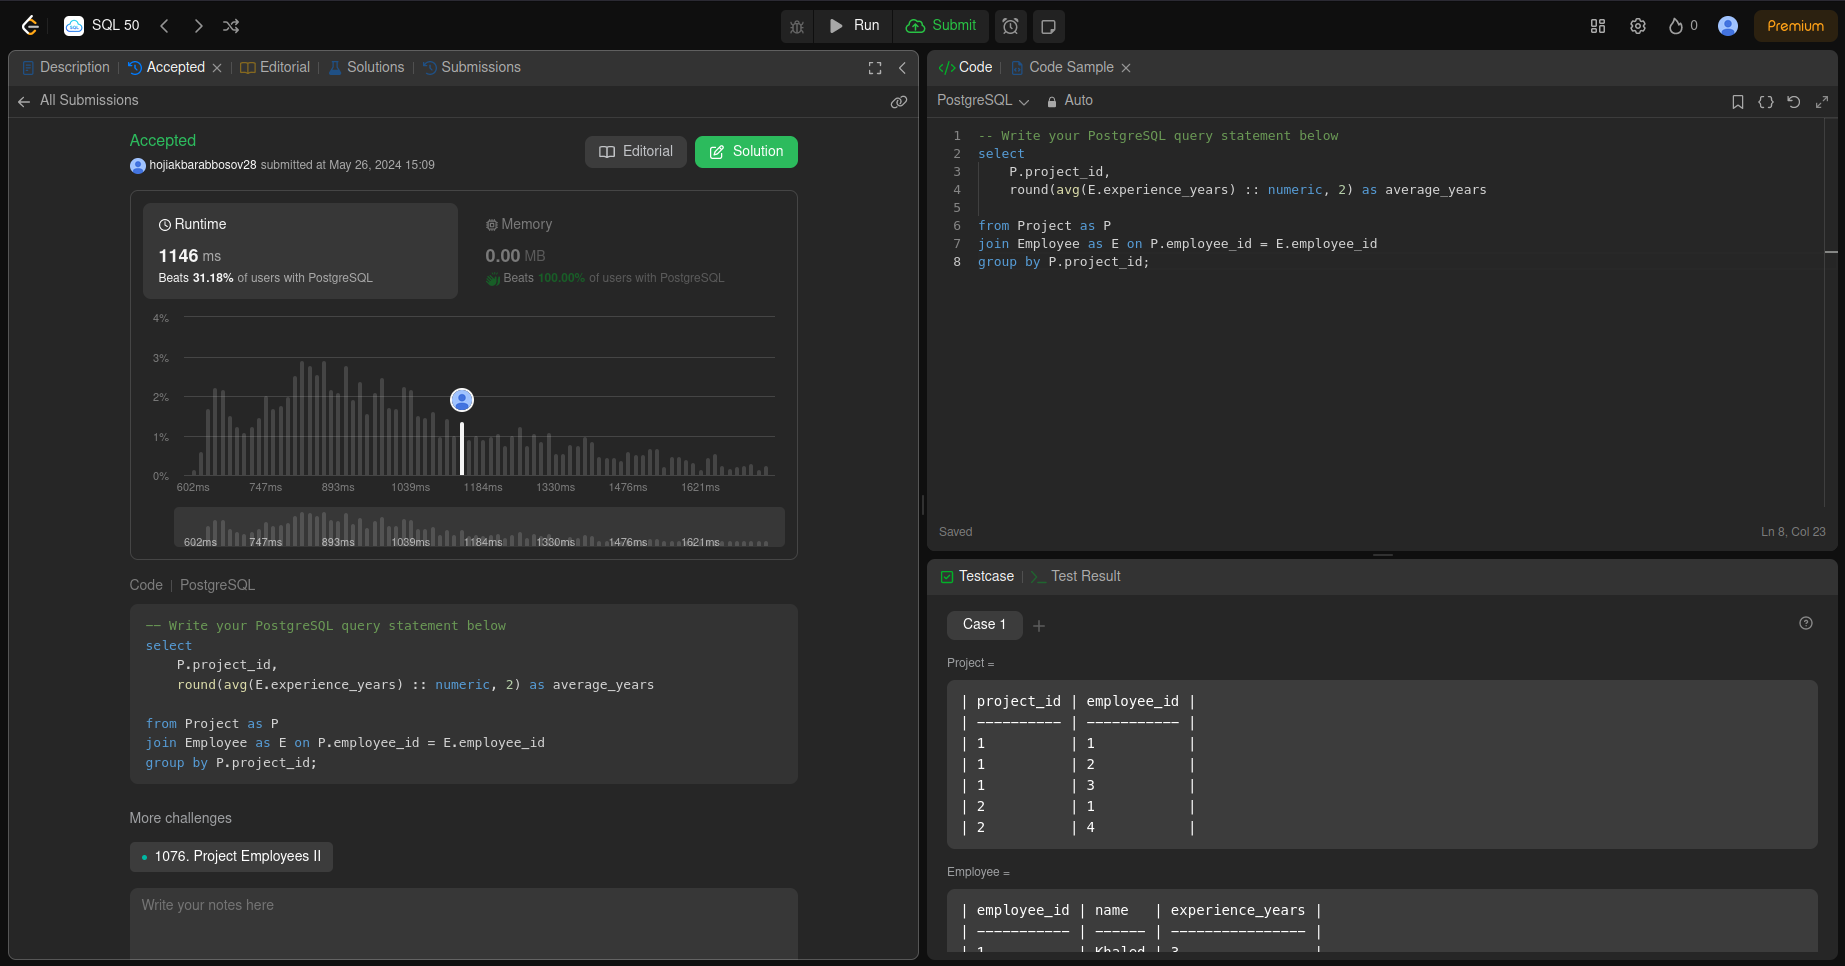 SQL 50
Run
Submit
0
Premium
Description
Accepted
Editorial
Solutions
Submissions
All Submissions
Accepted
hojiakbarabbosov28 submitted at May 26, 2024 15:09
Editorial
Solution
Runtime
1146 ms
Beats 31.18% of users with PostgreSQL
Memory
0.00 MB
Beats 100.00% of users with PostgreSQL
4%
3%
2%
1%
0%
602ms 747ms 893ms 1039ms 1184ms 1330ms 1476ms 1621ms
602ms 747ms 893ms 1039ms 1184ms 1330ms 1476ms 1621ms
Code | PostgreSQL
-- Write your PostgreSQL query statement below
select
    P.project_id,
    round(avg(E.experience_years) :: numeric, 2) as average_years
from Project as P
join Employee as E on P.employee_id = E.employee_id
group by P.project_id;
More challenges
1076. Project Employees II
Write your notes here
</> Code
Code Sample
PostgreSQL
Auto
1 -- Write your PostgreSQL query statement below
2 select
3     P.project_id,
4     round(avg(E.experience_years) :: numeric, 2) as average_years
5
6 from Project as P
7 join Employee as E on P.employee_id = E.employee_id
8 group by P.project_id;
Saved
Ln 8, Col 23
Testcase
Test Result
Case 1
Project =
| project_id | employee_id |
| ---------- | ----------- |
| 1          | 1           |
| 1          | 2           |
| 1          | 3           |
| 2          | 1           |
| 2          | 4           |
Employee =
| employee_id | name   | experience_years |
| ----------- | ------ | ---------------- |
| 1           | Khaled | 3                |